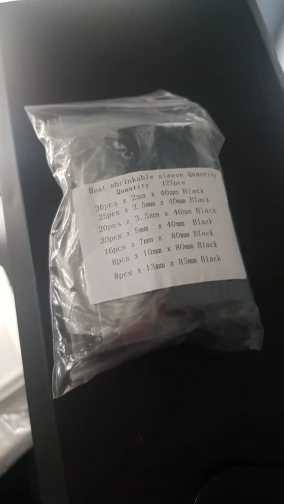 Heat shrinkable sleeve Quantity
Quantity 127pcs
30pcs x 2mm x 40mm Black
25pcs x 2.5mm x 40mm Black
20pcs x 3.5mm x 40mm Black
20pcs x 5mm x 40mm Black
16pcs x 7mm x 80mm Black
8pcs x 10mm x 80mm Black
8pcs x 13mm x 85mm Black